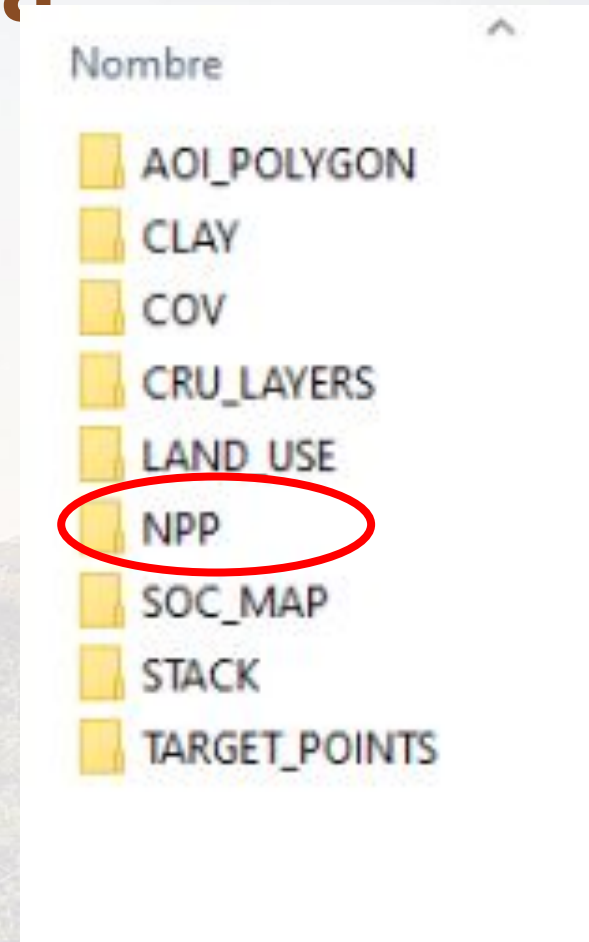 Nombre
AOI_POLYGON
CLAY
COV
CRU_LAYERS
LAND_USE
NPP
SOC_MAP
STACK
TARGET_POINTS